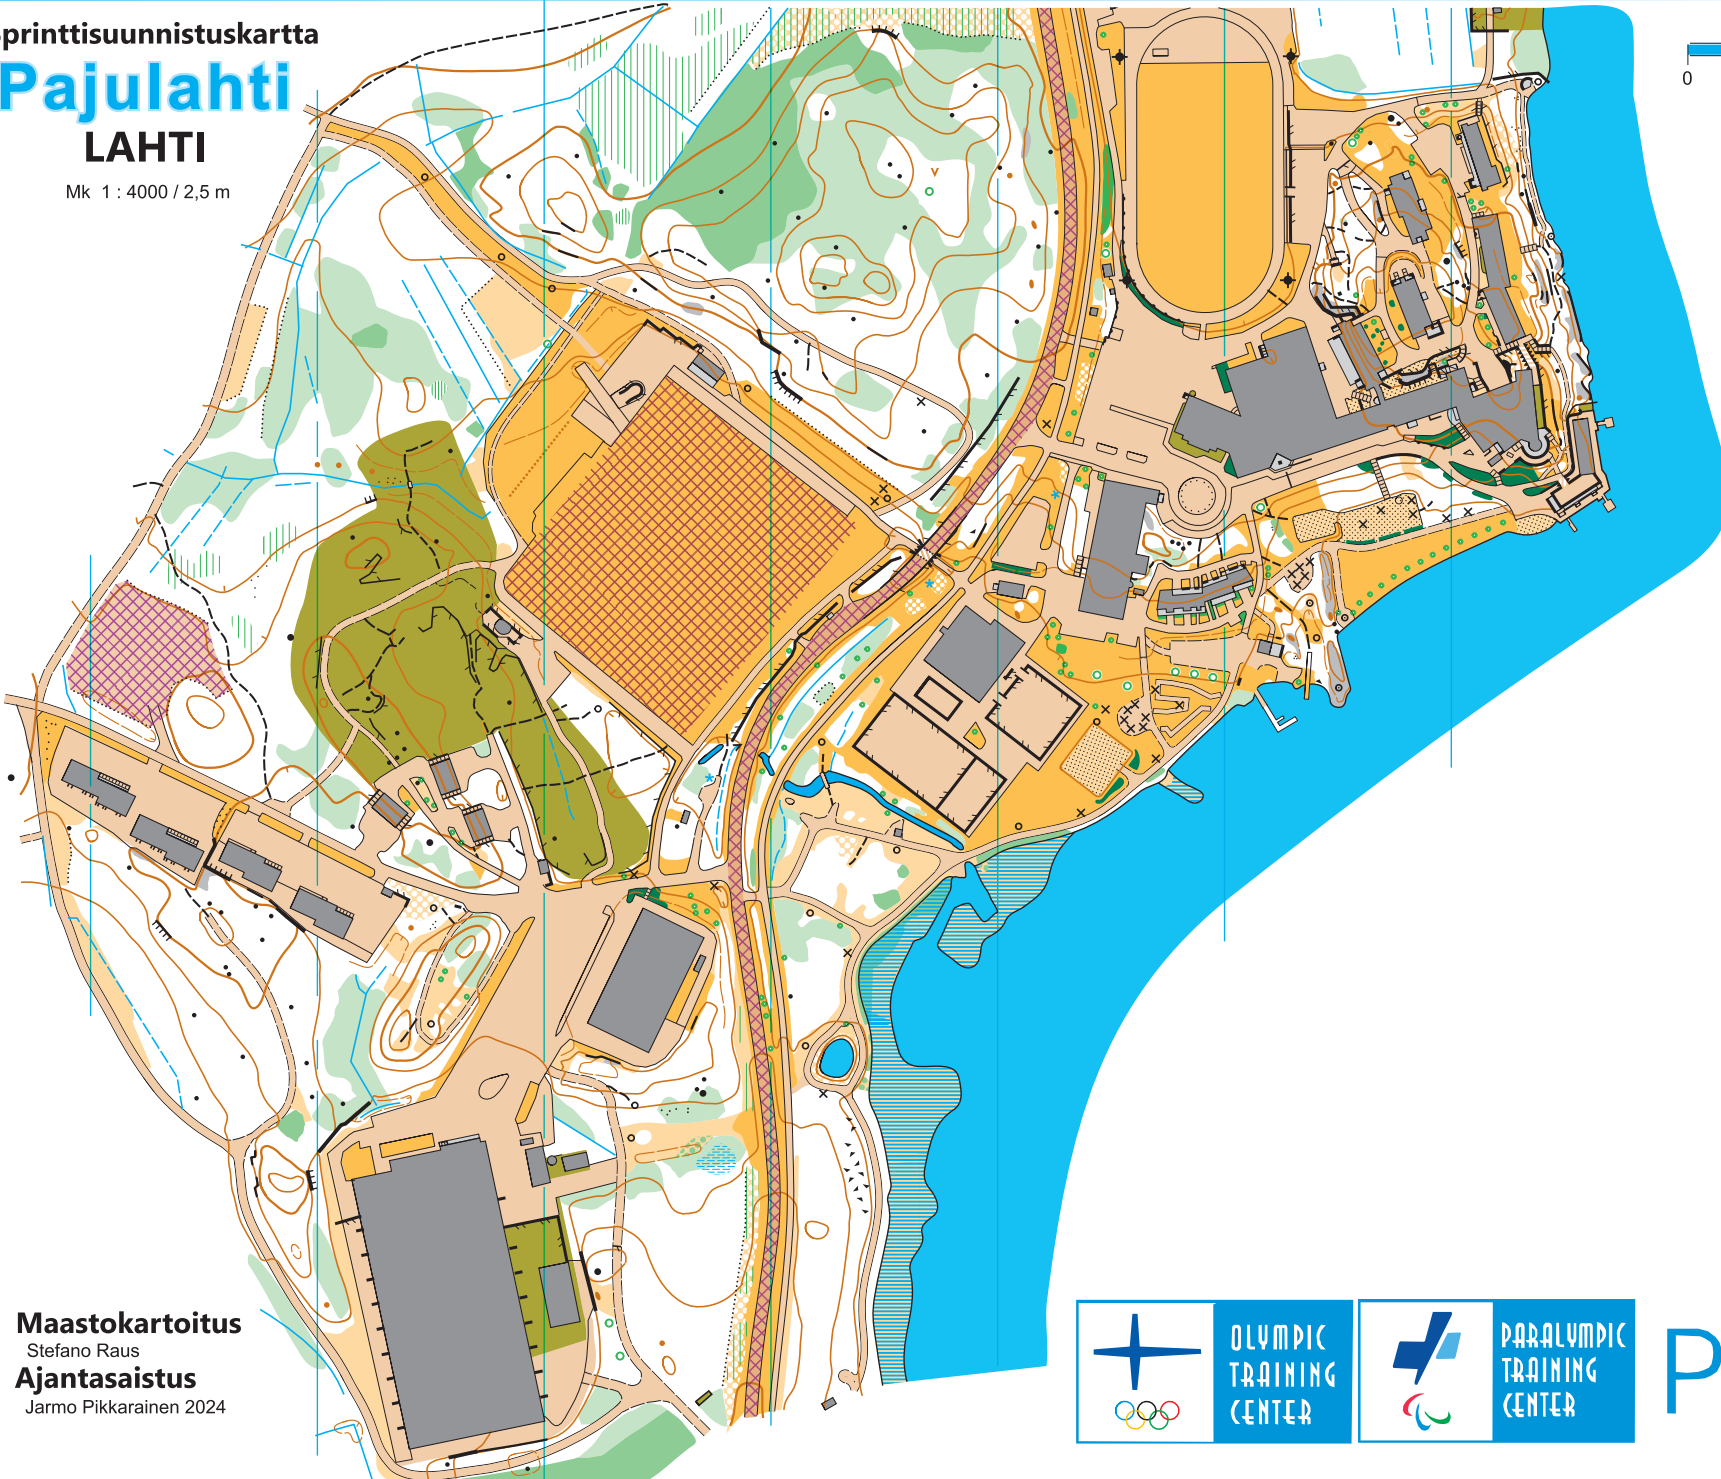 printtisuunnistuskartta
Pajulahti
LAHTI
Mk 1 : 4000 / 2,5 m
0
Maastokartoitus
Stefano Raus
Ajantasaistus
Jarmo Pikkarainen 2024
OLYMPIC
TRAINING
CENTER
PARALYMPIC
TRAINING
CENTER
P